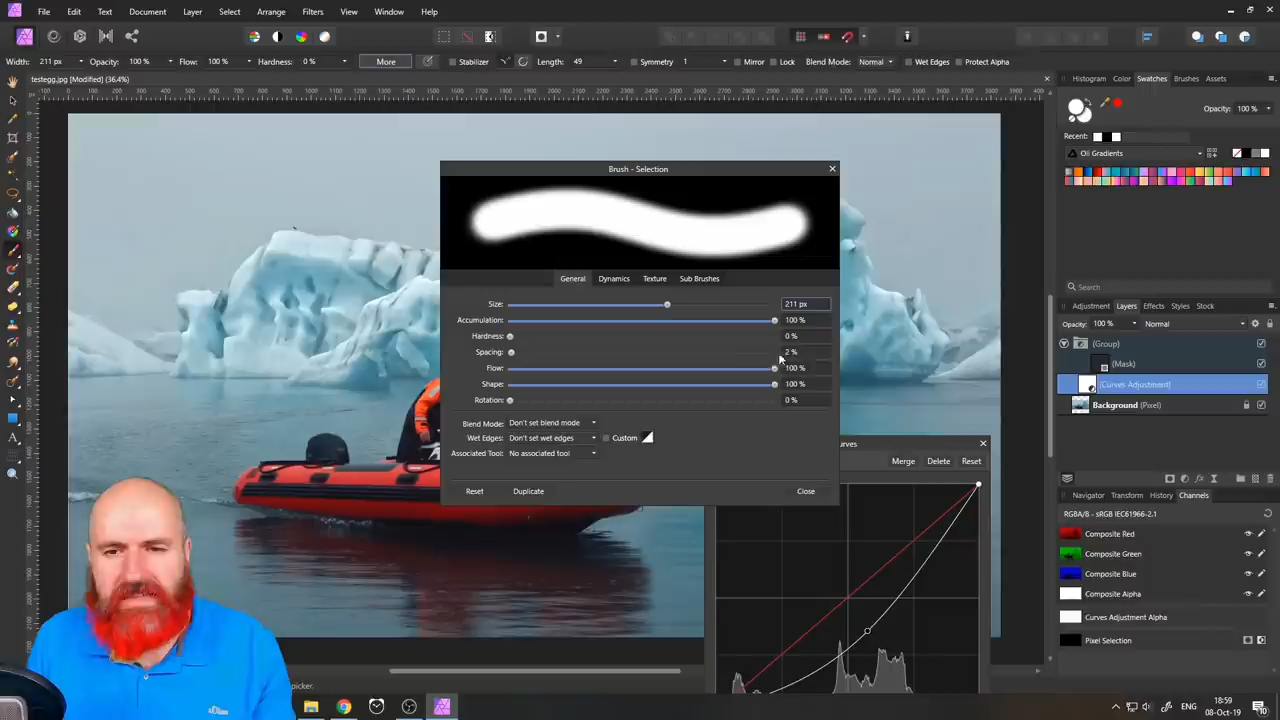 File Edit Text Document Layer Select Arrange Filters View Window Help
Width: 211 px Opacity: 100 % Flow: 100 % Hardness: 0 % More Stabilizer Length: 49 Symmetry 1 Mirror Lock Blend Mode: Normal Wet Edges Protect Alpha
testegg.jpg [Modified] (36.4%)
Histogram Color Swatches Brushes Assets
Opacity: 100 %
Recent:
Oil Gradients
Brush - Selection
General Dynamics Texture Sub Brushes
Size: 211 px
Accumulation: 100 %
Hardness: 0 %
Spacing: 2 %
Flow: 100 %
Shape: 100 %
Rotation: 0 %
Blend Mode: Don't set blend mode
Wet Edges: Don't set wet edges Custom
Associated Tool: No associated tool
Reset Duplicate Close
Search
Adjustment Layers Effects Styles Stock
Opacity: 100 % Normal
(Group)
(Mask)
(Curves Adjustment)
Background (Pixel)
urves
Merge Delete Reset
Navigator Transform History Channels
RGBA/8 - sRGB IEC61966-2.1
Composite Red
Composite Green
Composite Blue
Composite Alpha
Curves Adjustment Alpha
Pixel Selection
picker.
ENG
18:59
08-Oct-19